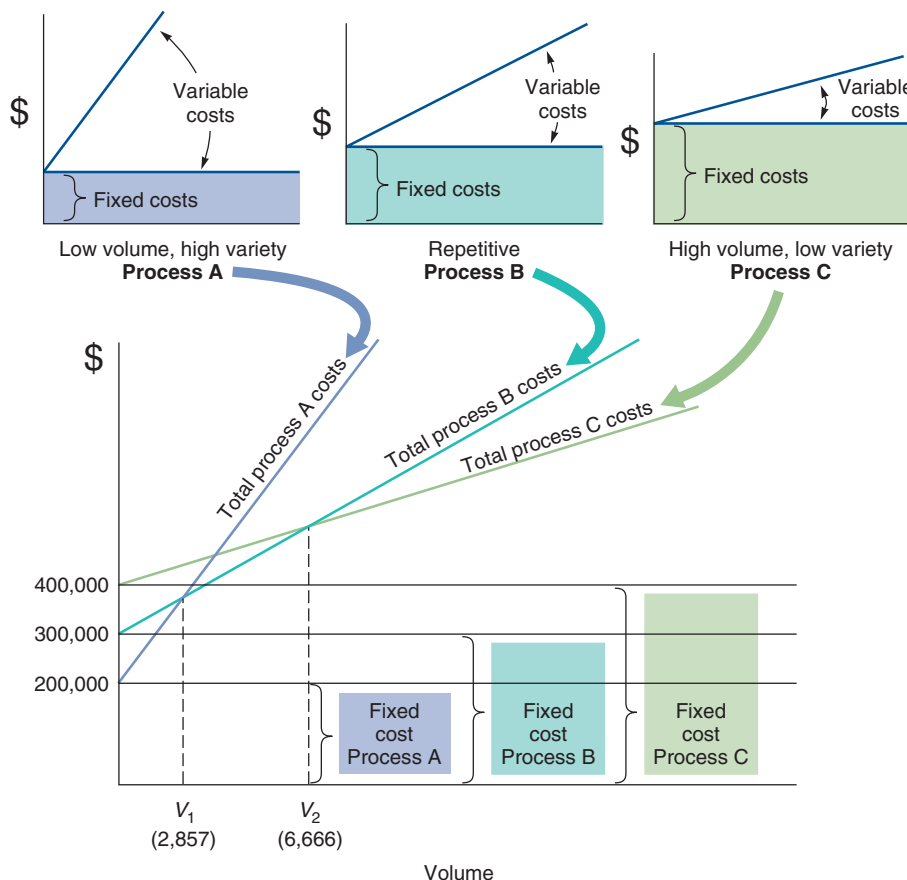 $
Variable
costs
Fixed costs
Low volume, high variety
Process A
$
Variable
costs
Fixed costs
Repetitive
Process B
$
Variable
costs
Fixed costs
High volume, low variety
Process C
$
Total process A costs
Total process B costs
Total process C costs
400,000
300,000
200,000
Fixed
cost
Process A
Fixed
cost
Process B
Fixed
cost
Process C
V1
(2,857)
V2
(6,666)
Volume